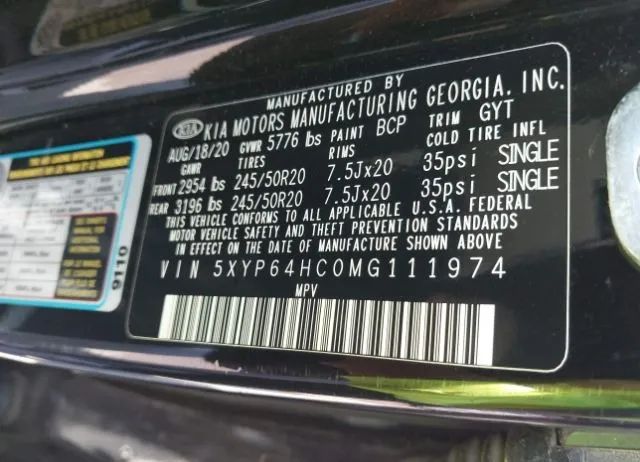 MANUFACTURED BY
KIA KIA MOTORS MANUFACTURING GEORGIA, INC.
AUG/18/20 GVWR 5776 lbs PAINT BCP TRIM GYT
GAWR TIRES RIMS COLD TIRE INFL
FRONT 2954 lbs 245/50R20 7.5Jx20 35psi SINGLE
REAR 3196 lbs 245/50R20 7.5Jx20 35psi SINGLE
THIS VEHICLE CONFORMS TO ALL APPLICABLE U.S.A. FEDERAL
MOTOR VEHICLE SAFETY AND THEFT PREVENTION STANDARDS
IN EFFECT ON THE DATE OF MANUFACTURE SHOWN ABOVE
VIN 5XYP64HC0MG111974
MPV
9110